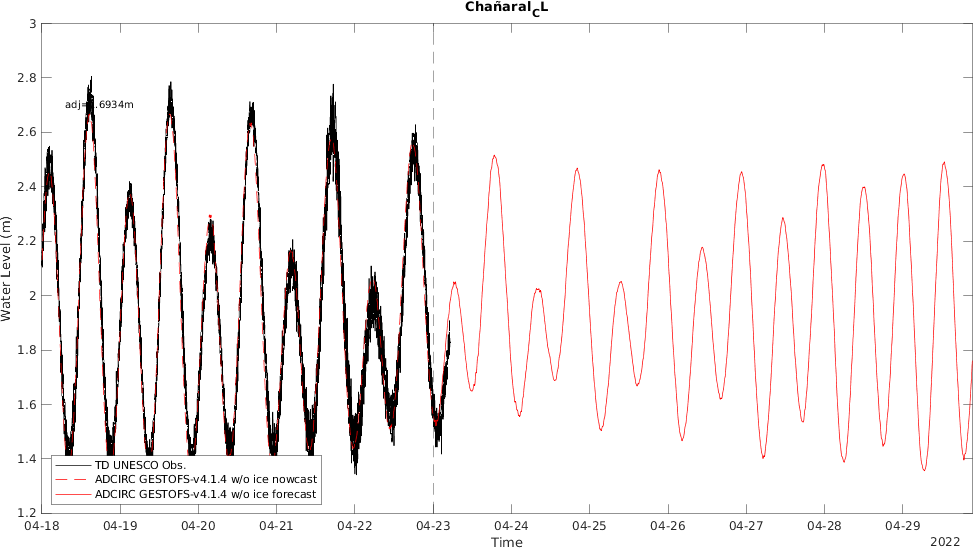 Chañaral_CL
3
2.8
2.6
2.4
2.2
2
1.8
1.6
1.4
1.2
Water Level (m)
TD UNESCO Obs.
ADCIRC GESTOFS-v4.1.4 w/o ice nowcast
ADCIRC GESTOFS-v4.1.4 w/o ice forecast
04-18 04-19 04-20 04-21 04-22 04-23 04-24 04-25 04-26 04-27 04-28 04-29
Time
2022